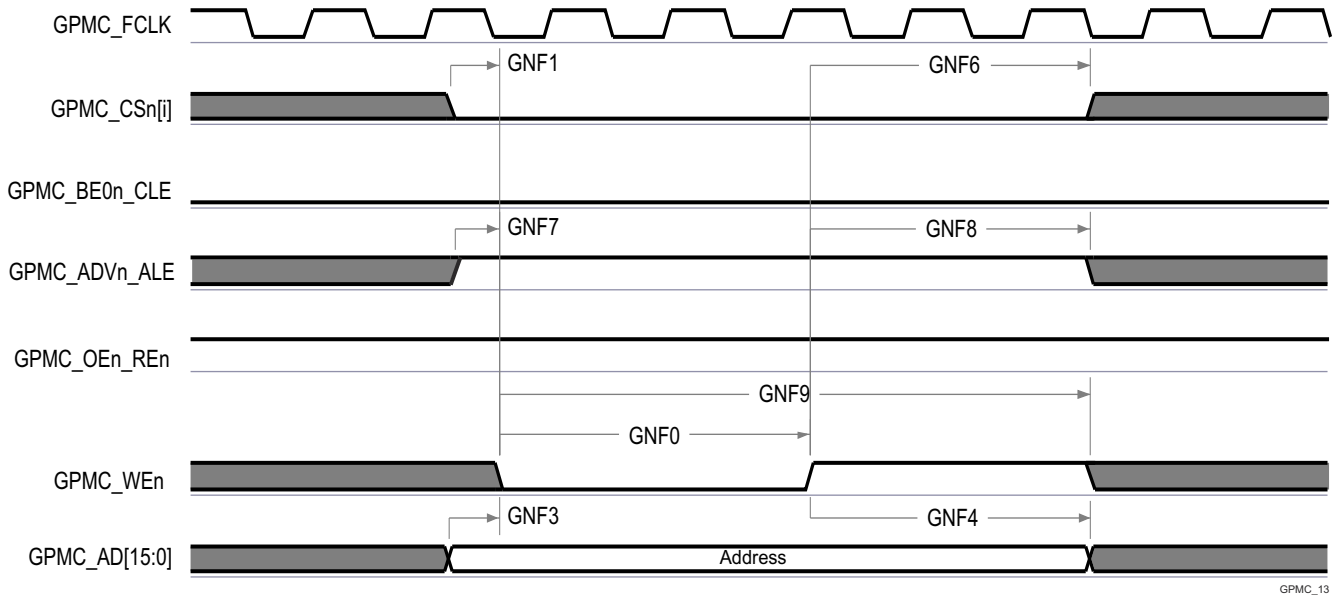 GPMC_FCLK
GNF1
GNF6
GPMC_CSn[i]
GPMC_BE0n_CLE
GNF7
GNF8
GPMC_ADVn_ALE
GPMC_OEn_REn
GNF9
GNF0
GPMC_WEn
GNF3
GNF4
GPMC_AD[15:0]
Address
GPMC_13